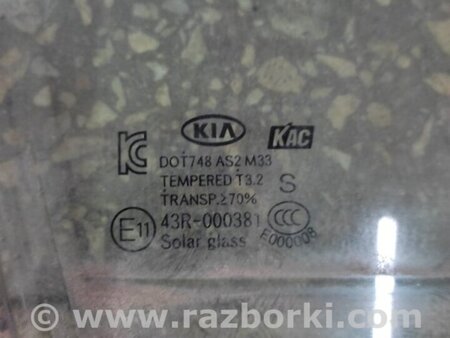 KIA KAC
DOT748 AS2 M33
TEMPERED T3.2 S
TRANSP.≥70%
E11 43R-000381 CCC
Solar glass E000008
© www.razborki.com